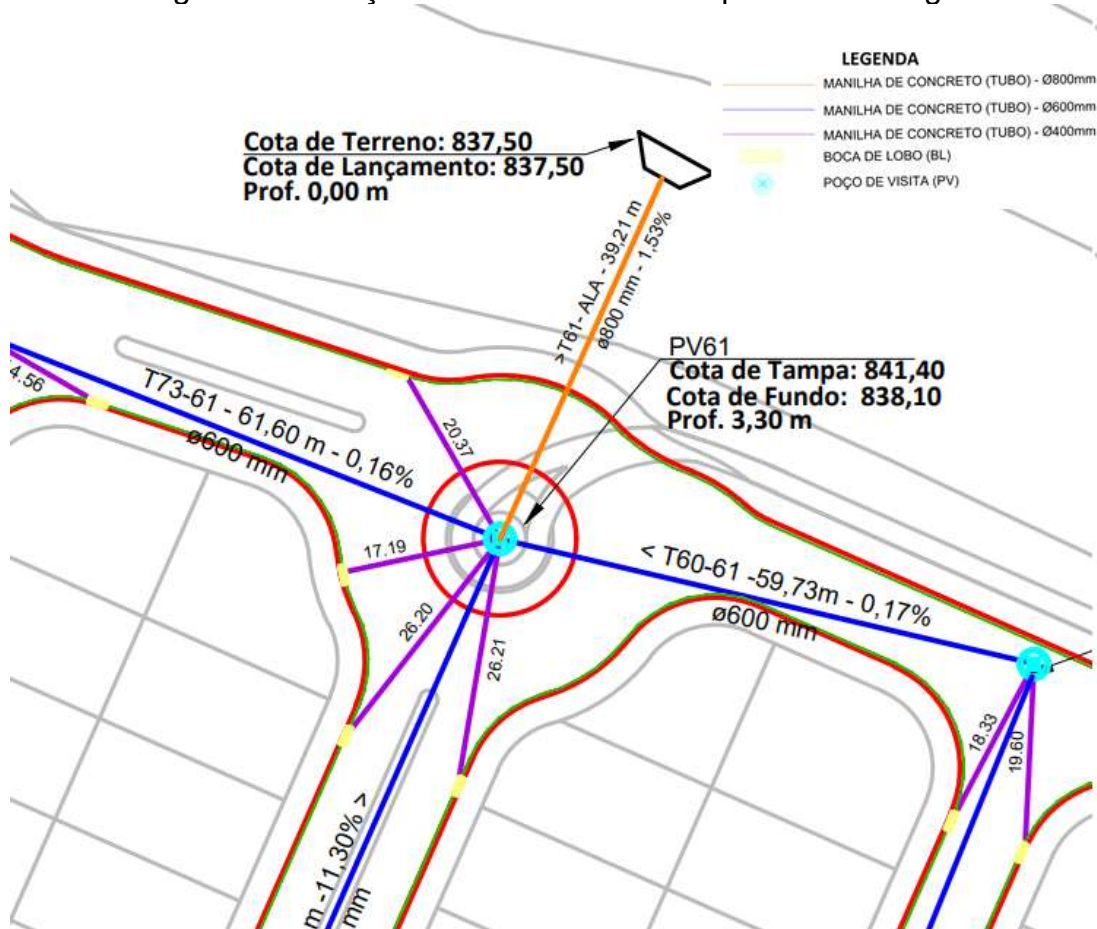 LEGENDA
MANILHA DE CONCRETO (TUBO) - Ø800mm
MANILHA DE CONCRETO (TUBO) - Ø600mm
MANILHA DE CONCRETO (TUBO) - Ø400mm
BOCA DE LOBO (BL)
POÇO DE VISITA (PV)
Cota de Terreno: 837,50
Cota de Lançamento: 837,50
Prof. 0,00 m
>T61- ALA - 39,21 m
ø800 mm - 1,53%
PV61
Cota de Tampa: 841,40
Cota de Fundo: 838,10
Prof. 3,30 m
4.56
T73-61 - 61,60 m - 0,16%
ø600 mm
20.37
17.19
26.20
26.21
< T60-61 -59,73m - 0,17%
ø600 mm
18.33
19.60
m -11,30% >
mm